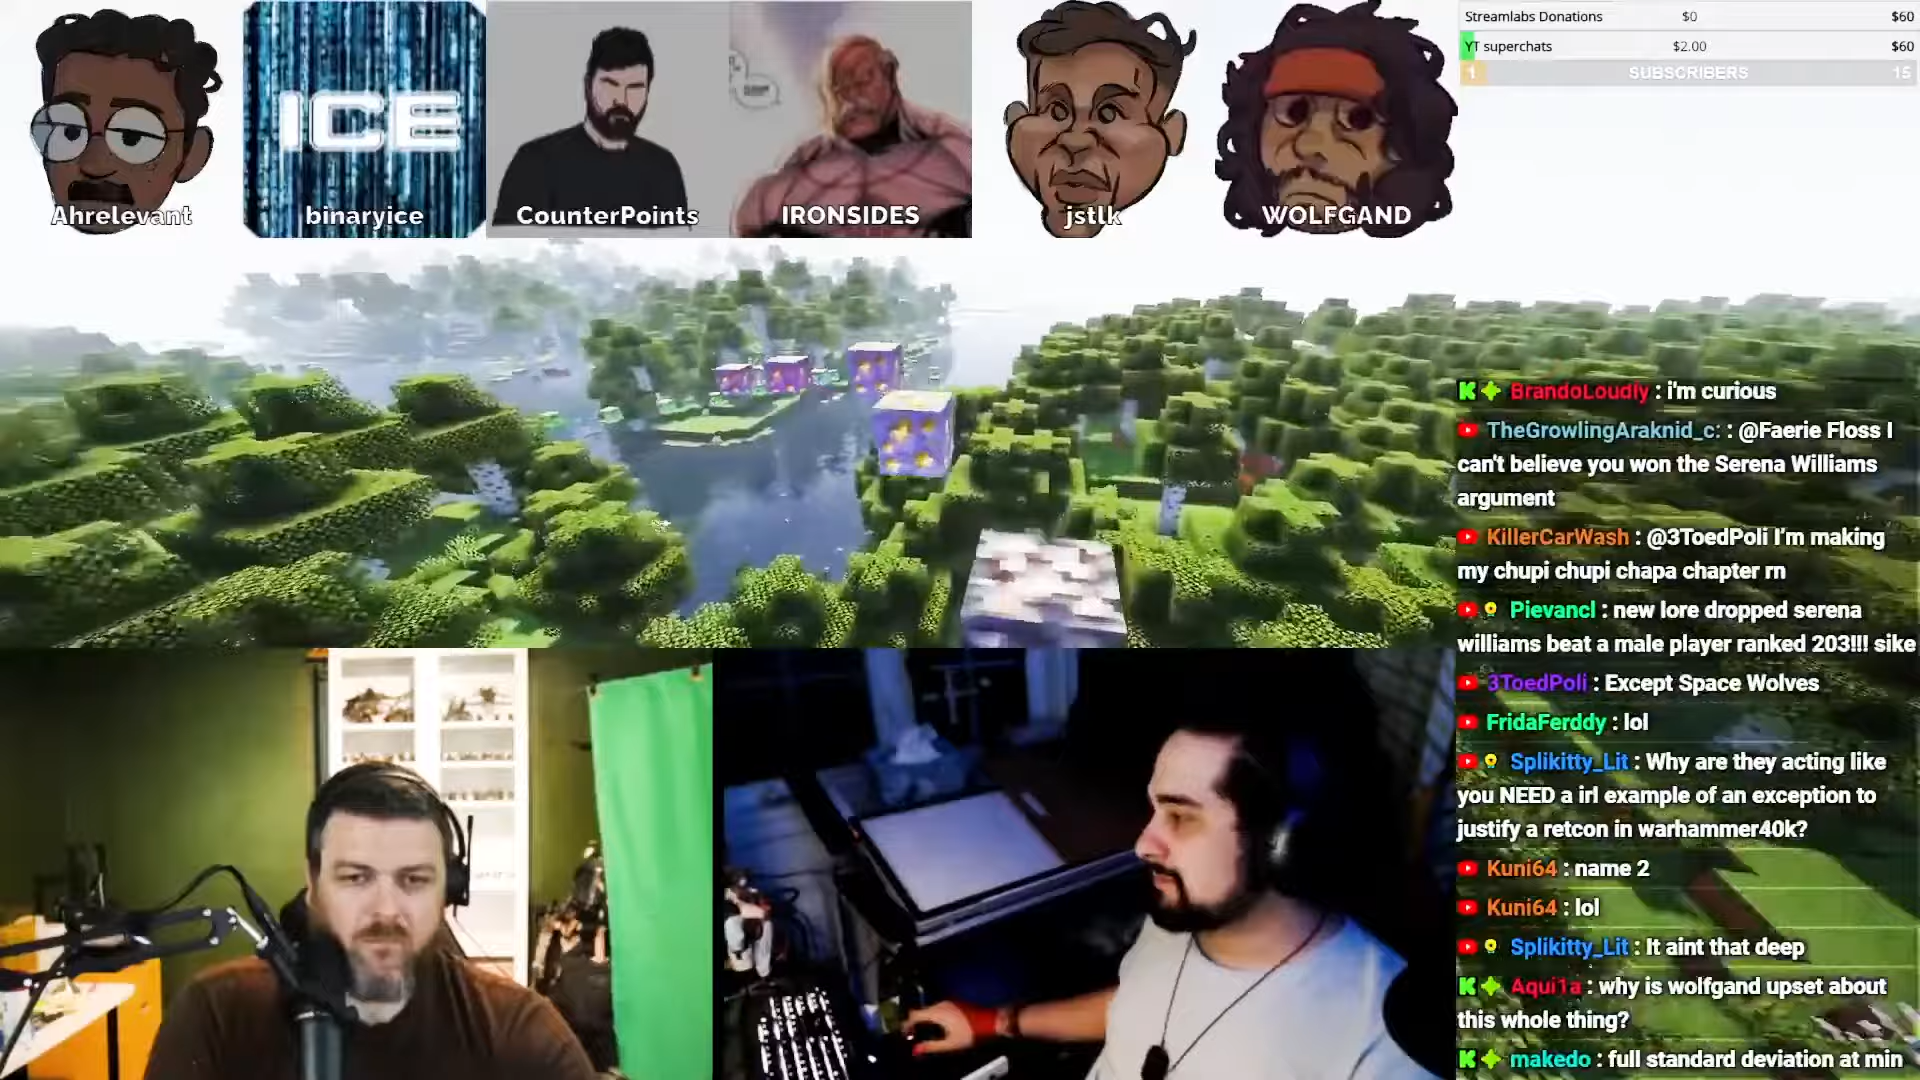 Streamlabs Donations $0 $60
YT superchats $2.00 $60
1 SUBSCRIBERS 15
ICE
Ahrelevant
binaryice
CounterPoints
IRONSIDES
jstlk
WOLFGAND
BrandoLoudly : i'm curious
TheGrowlingAraknid_c: : @Faerie Floss I
can't believe you won the Serena Williams
argument
KillerCarWash : @3ToedPoli I'm making
my chupi chupi chapa chapter rn
Pievancl : new lore dropped serena
williams beat a male player ranked 203!!! sike
3ToedPoli : Except Space Wolves
FridaFerddy : lol
Splikitty_Lit : Why are they acting like
you NEED a irl example of an exception to
justify a retcon in warhammer40k?
Kuni64 : name 2
Kuni64 : lol
Splikitty_Lit : It aint that deep
Aqui1a : why is wolfgand upset about
this whole thing?
makedo : full standard deviation at min